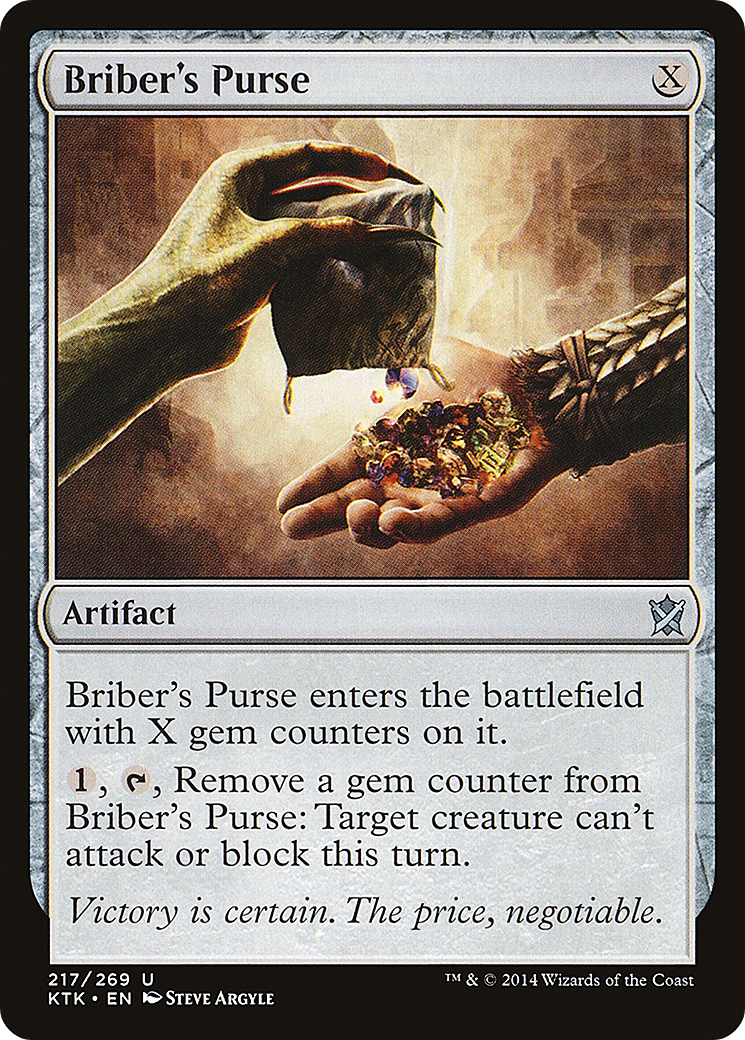 Briber's Purse X
Artifact
Briber's Purse enters the battlefield
with X gem counters on it.
1, T, Remove a gem counter from
Briber's Purse: Target creature can't
attack or block this turn.
Victory is certain. The price, negotiable.
217/269 U
KTK • EN Steve Argyle
™ & © 2014 Wizards of the Coast